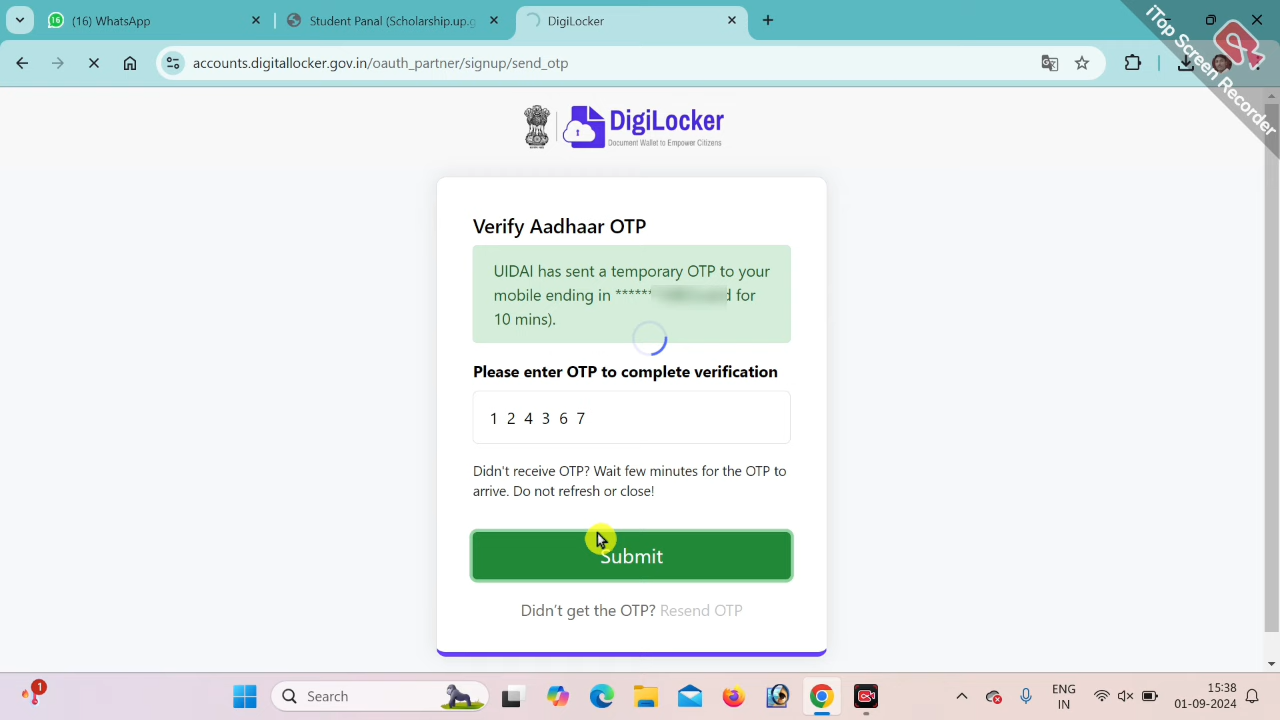 (16) WhatsApp
Student Panel (Scholarship.up.g
DigiLocker
accounts.digitallocker.gov.in/oauth_partner/signup/send_otp
iTop Screen Recorder
DigiLocker
Document Wallet to Empower Citizens
Verify Aadhaar OTP
UIDAI has sent a temporary OTP to your
mobile ending in ****** for
10 mins).
Please enter OTP to complete verification
1 2 4 3 6 7
Didn't receive OTP? Wait few minutes for the OTP to
arrive. Do not refresh or close!
Submit
Didn't get the OTP? Resend OTP
1
Search
ENG
IN
15:38
01-09-2024